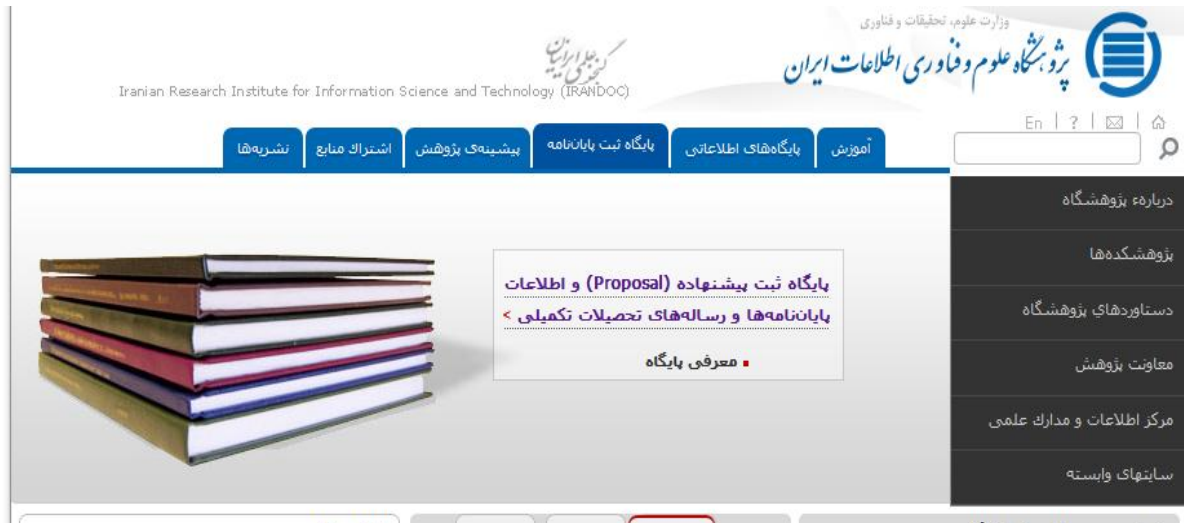 وزارت علوم، تحقیقات و فناوری
پژوهشگاه علوم و فناوری اطلاعات ایران
Iranian Research Institute for Information Science and Technology (IRANDOC)
En | ? |
آموزش
پایگاه‌های اطلاعاتی
پایگاه ثبت پایان‌نامه
پیشینه‌ی پژوهش
اشتراك منابع
نشریه‌ها
درباره‌ء پژوهشگاه
پژوهشکده‌ها
دستاوردهاي پژوهشگاه
معاونت پژوهش
مرکز اطلاعات و مدارك علمی
سایتهای وابسته
پایگاه ثبت پیشنهاده (Proposal) و اطلاعات
پایان‌نامه‌ها و رساله‌های تحصیلات تکمیلی >
معرفی پایگاه